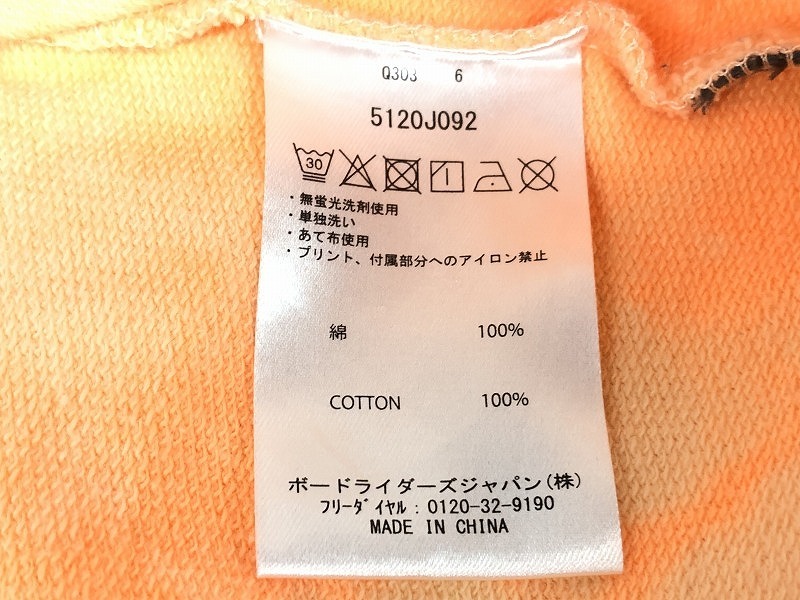 Q303 6
5120J092
30
・無蛍光洗剤使用
・単独洗い
・あて布使用
・プリント、付属部分へのアイロン禁止
綿 100%
COTTON 100%
ボードライダーズジャパン(株)
フリーダイヤル:0120-32-9190
MADE IN CHINA